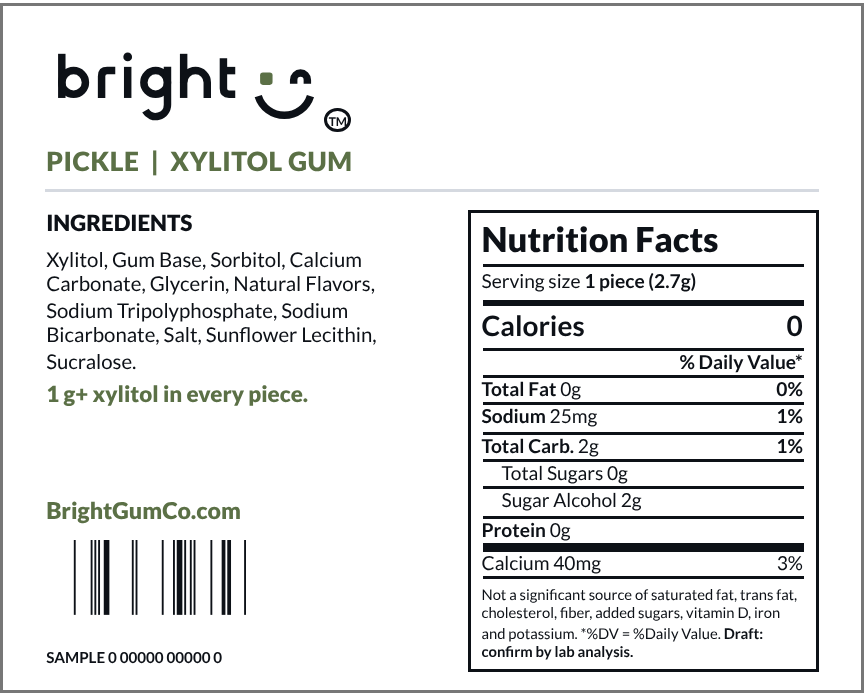 bright
TM
PICKLE | XYLITOL GUM
INGREDIENTS
Xylitol, Gum Base, Sorbitol, Calcium
Carbonate, Glycerin, Natural Flavors,
Sodium Tripolyphosphate, Sodium
Bicarbonate, Salt, Sunflower Lecithin,
Sucralose.
1 g+ xylitol in every piece.
BrightGumCo.com
SAMPLE 0 00000 00000 0
Nutrition Facts
Serving size 1 piece (2.7g)
Calories 0
% Daily Value*
Total Fat 0g 0%
Sodium 25mg 1%
Total Carb. 2g 1%
Total Sugars 0g
Sugar Alcohol 2g
Protein 0g
Calcium 40mg 3%
Not a significant source of saturated fat, trans fat,
cholesterol, fiber, added sugars, vitamin D, iron
and potassium. *%DV = %Daily Value. Draft:
confirm by lab analysis.